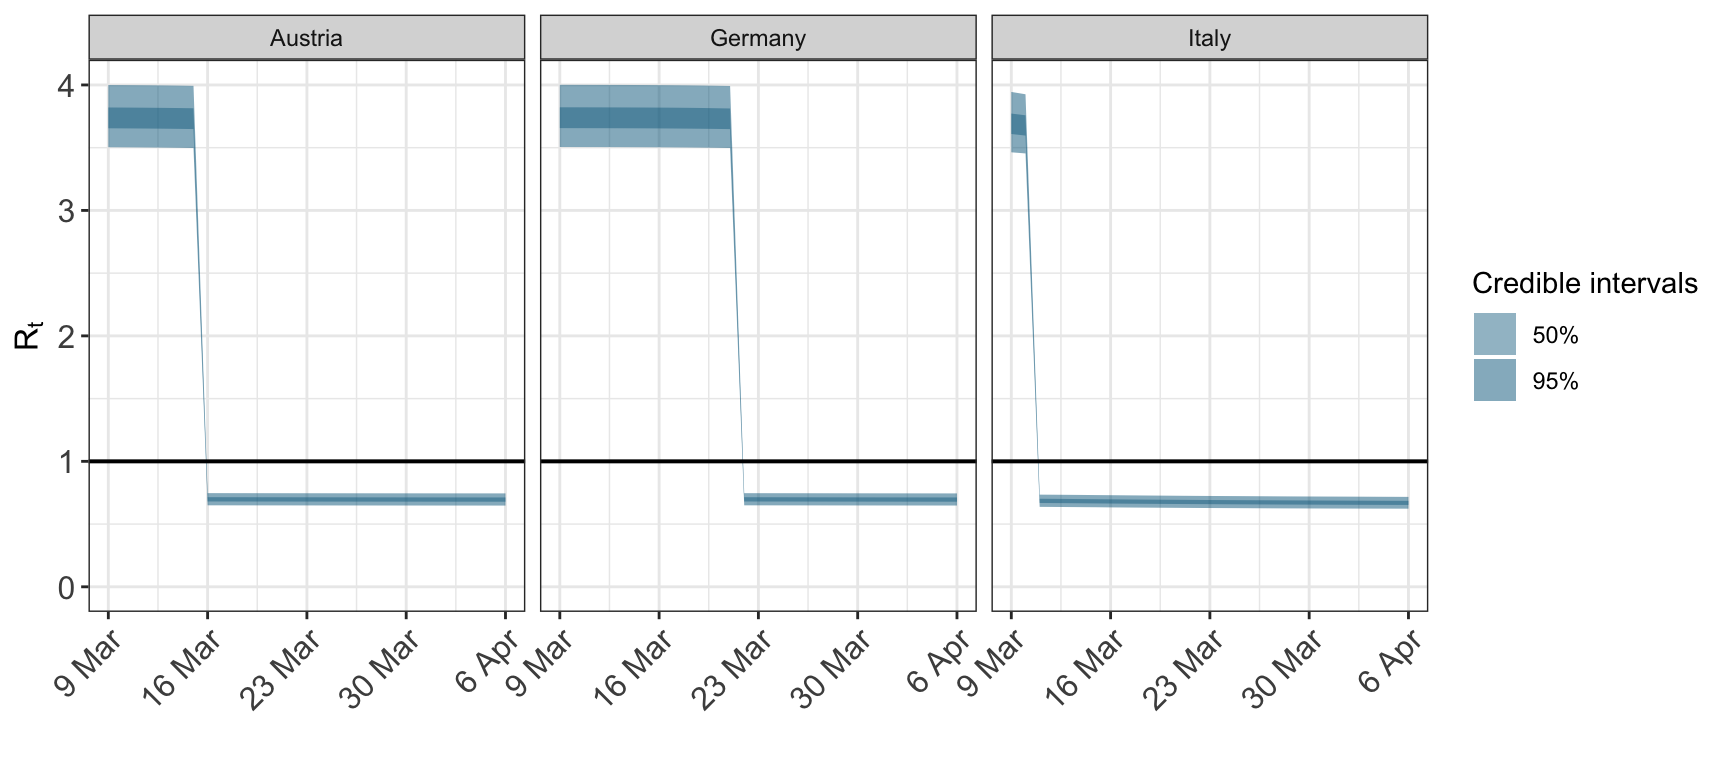 Austria Germany Italy
4
3
2
1
0
Rt
9 Mar 16 Mar 23 Mar 30 Mar 6 Apr 9 Mar 16 Mar 23 Mar 30 Mar 6 Apr 9 Mar 16 Mar 23 Mar 30 Mar 6 Apr
Credible intervals
50%
95%